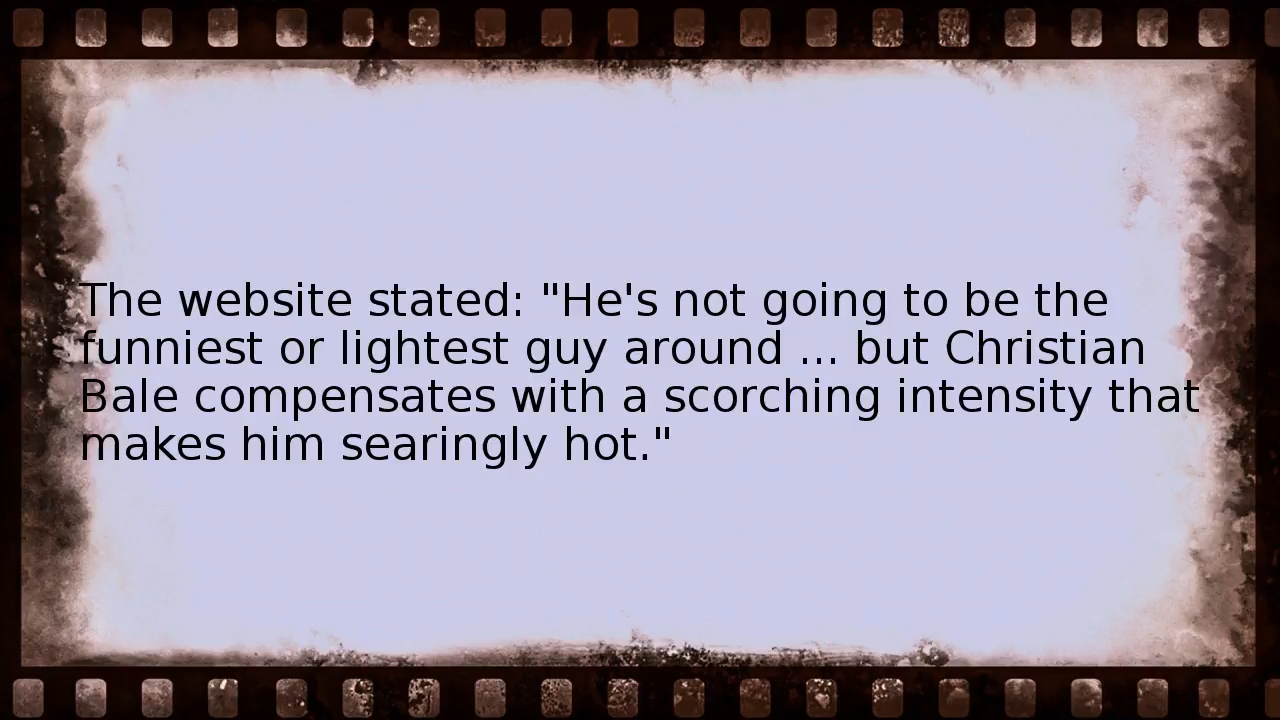 The website stated: "He's not going to be the
funniest or lightest guy around ... but Christian
Bale compensates with a scorching intensity that
makes him searingly hot."